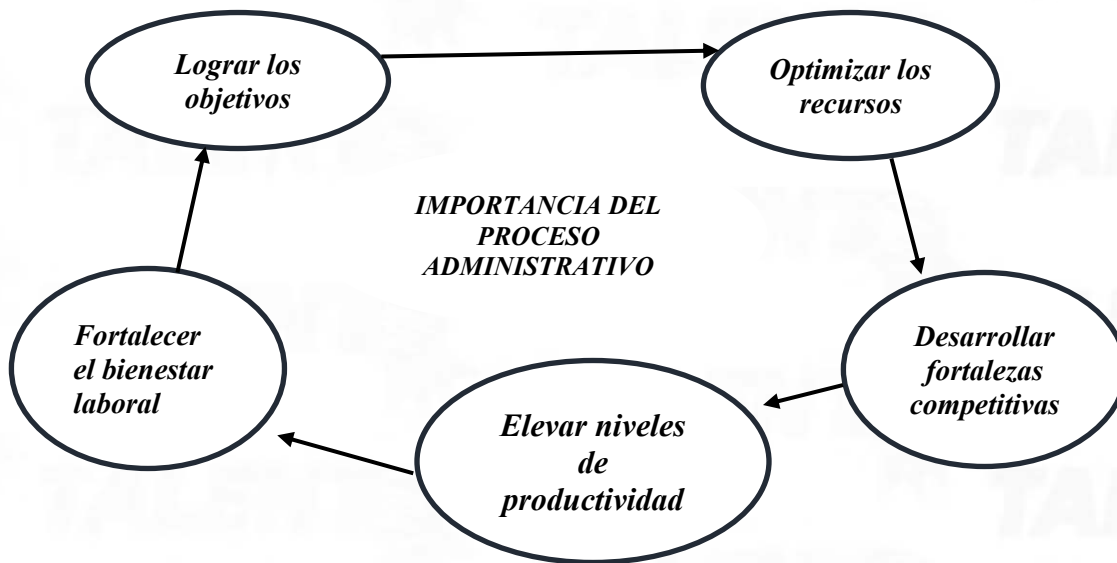 Lograr los
objetivos
Optimizar los
recursos
IMPORTANCIA DEL
PROCESO
ADMINISTRATIVO
Desarrollar
fortalezas
competitivas
Elevar niveles
de
productividad
Fortalecer
el bienestar
laboral